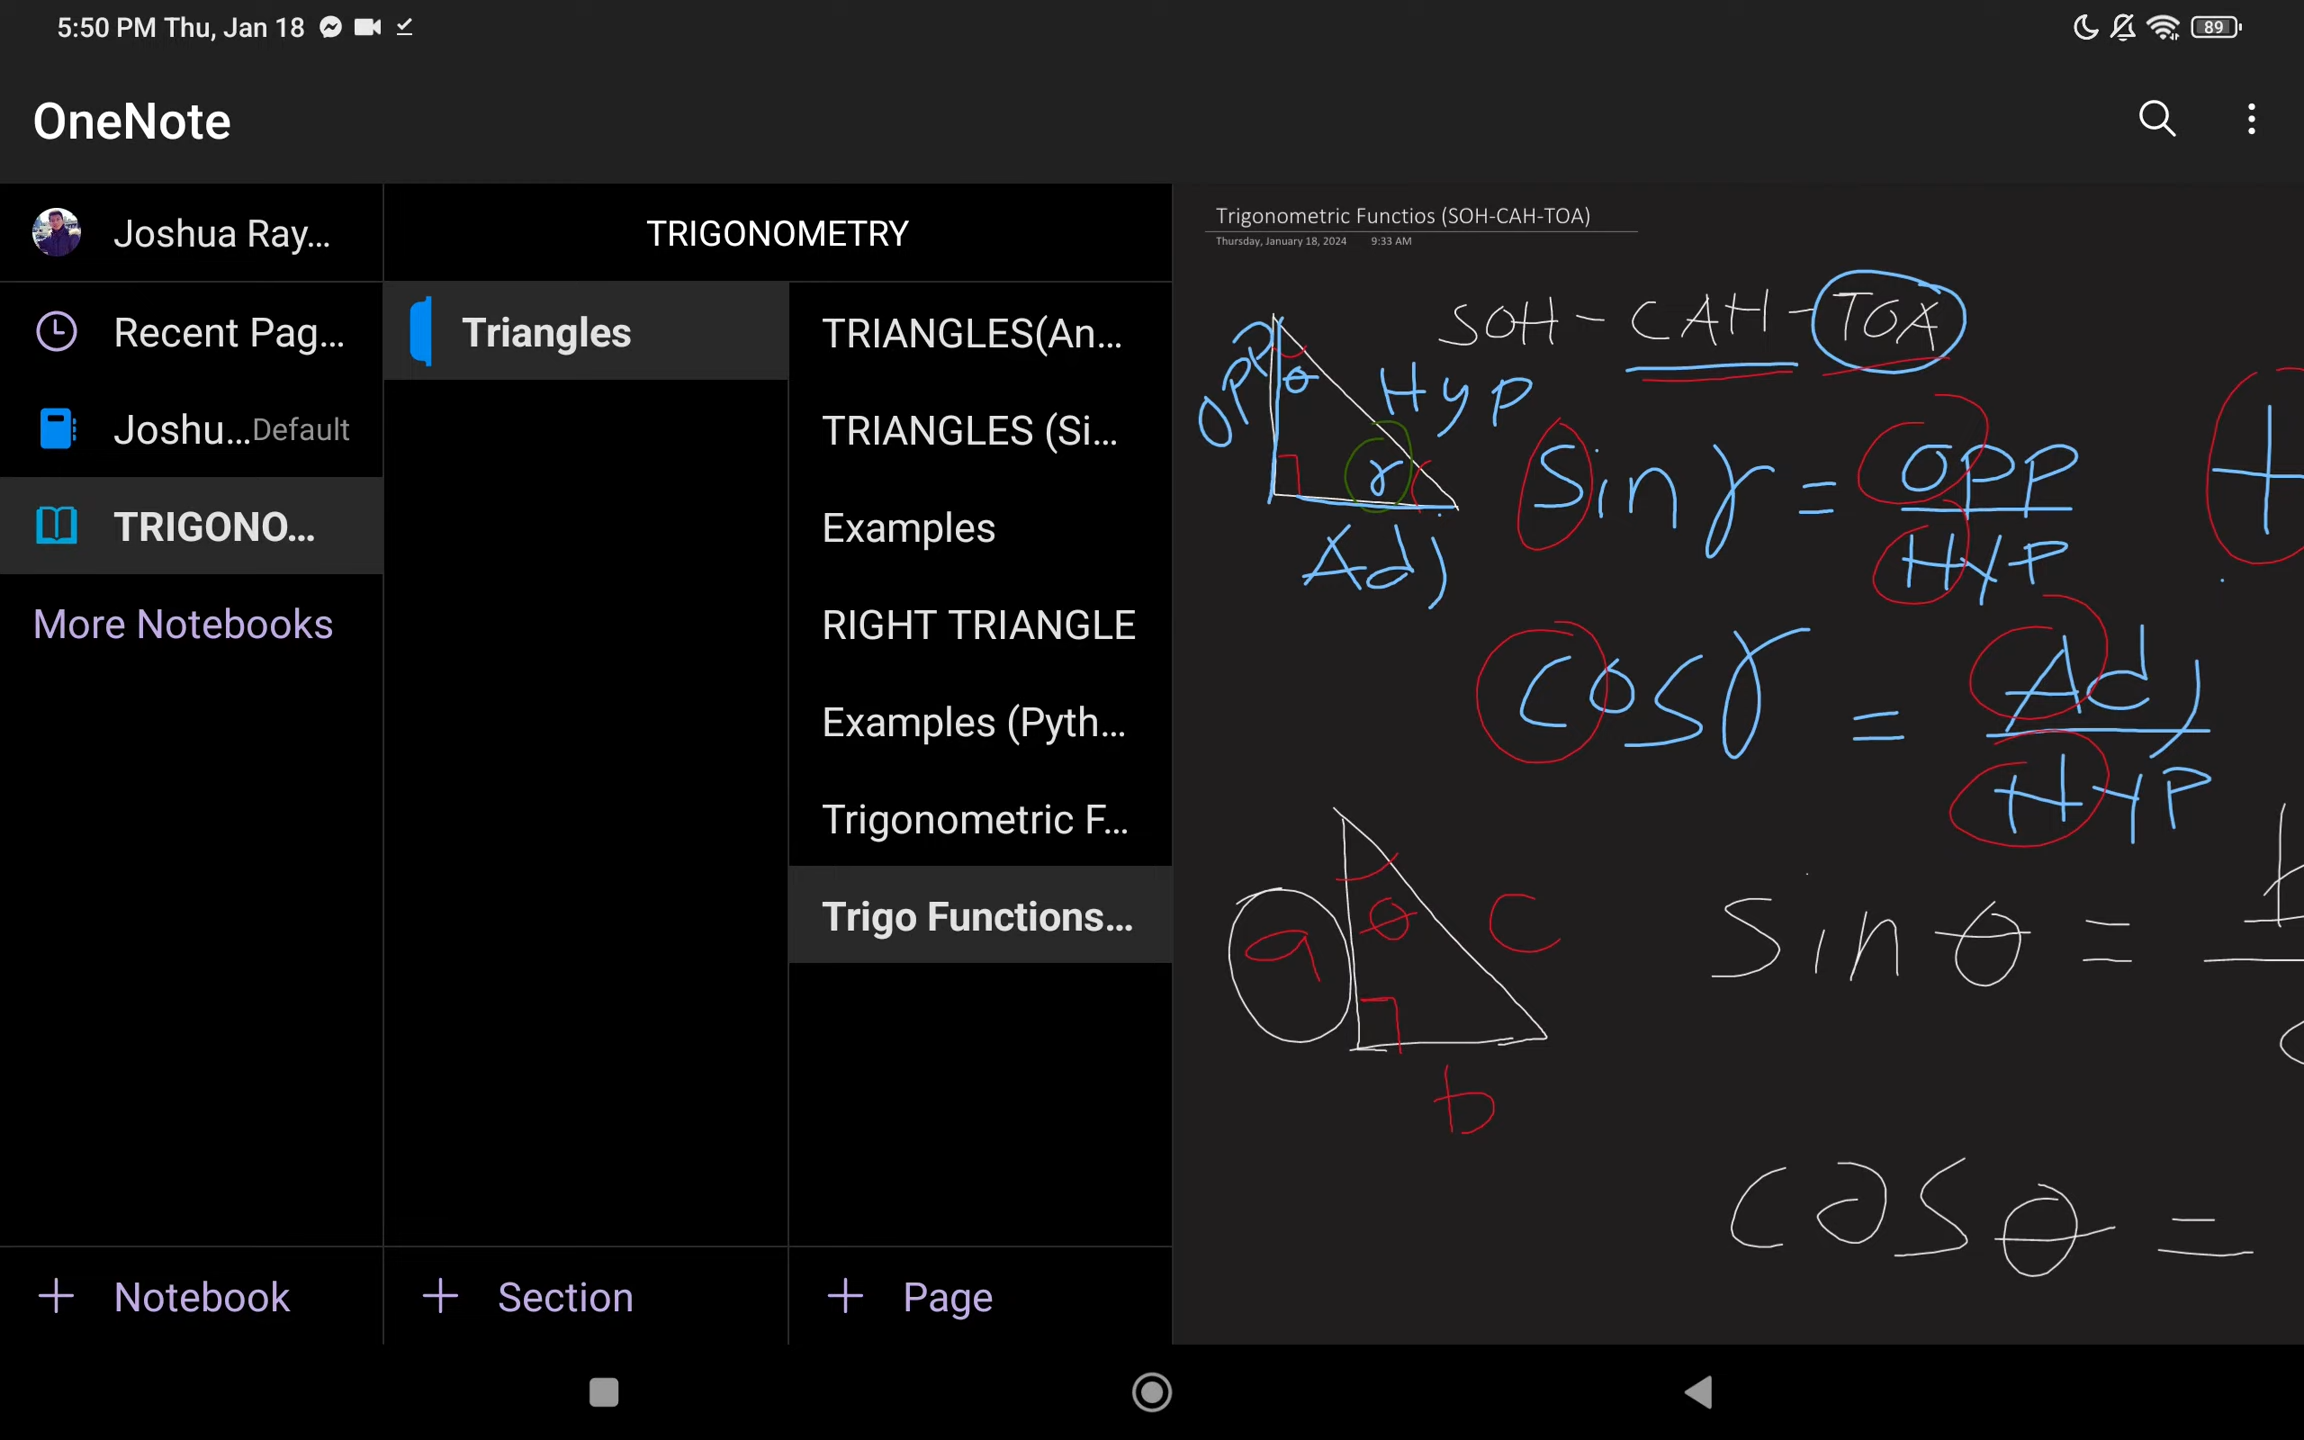 5:50 PM Thu, Jan 18
89
OneNote
Joshua Ray...
Recent Pag...
Joshu... Default
TRIGONO...
More Notebooks
+ Notebook
TRIGONOMETRY
Triangles
+ Section
TRIANGLES(An...
TRIANGLES (Si...
Examples
RIGHT TRIANGLE
Examples (Pyth...
Trigonometric F...
Trigo Functions...
+ Page
Trigonometric Functios (SOH-CAH-TOA)
Thursday, January 18, 2024 9:33 AM
SOH - CAH - TOA
OPP
θ
Hyp
γ
Adj
Sin γ = OPP
HYP
Cos γ = Adj
HYP
a
θ
c
b
Sin θ =
cos θ =